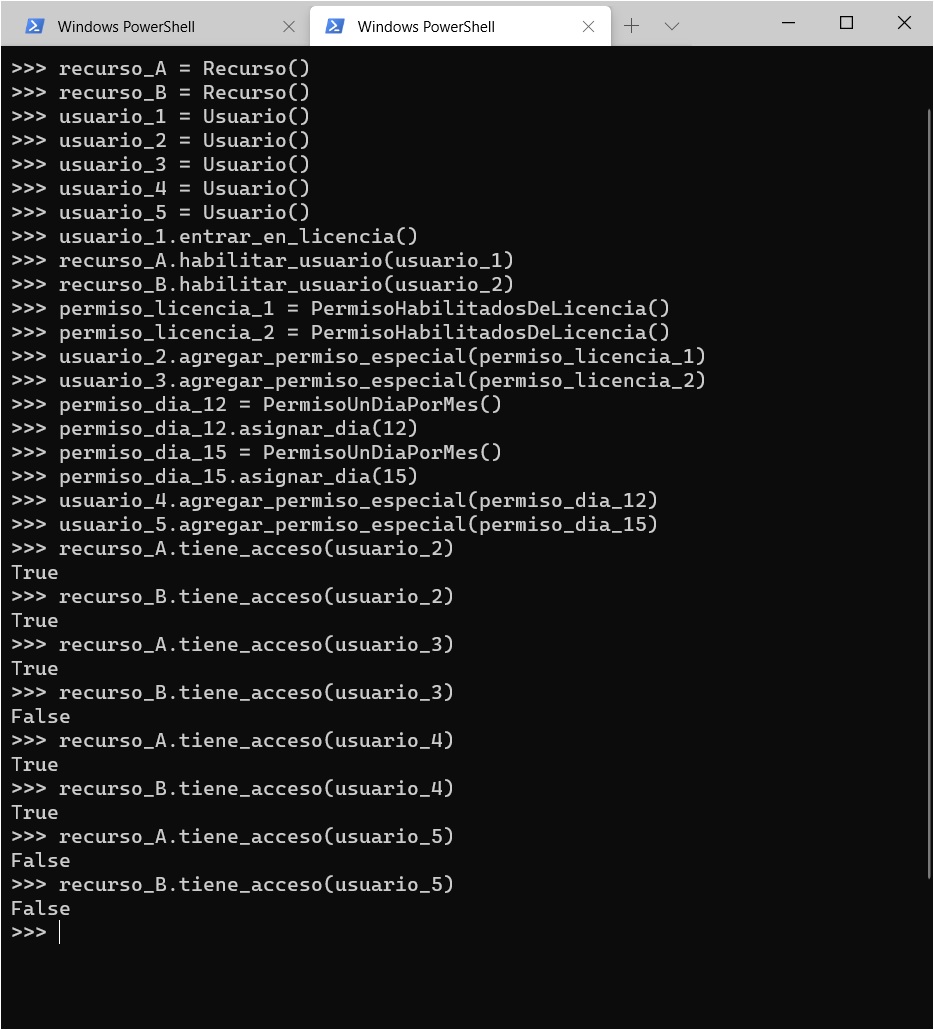 Windows PowerShell
Windows PowerShell
>>> recurso_A = Recurso()
>>> recurso_B = Recurso()
>>> usuario_1 = Usuario()
>>> usuario_2 = Usuario()
>>> usuario_3 = Usuario()
>>> usuario_4 = Usuario()
>>> usuario_5 = Usuario()
>>> usuario_1.entrar_en_licencia()
>>> recurso_A.habilitar_usuario(usuario_1)
>>> recurso_B.habilitar_usuario(usuario_2)
>>> permiso_licencia_1 = PermisoHabilitadosDeLicencia()
>>> permiso_licencia_2 = PermisoHabilitadosDeLicencia()
>>> usuario_2.agregar_permiso_especial(permiso_licencia_1)
>>> usuario_3.agregar_permiso_especial(permiso_licencia_2)
>>> permiso_dia_12 = PermisoUnDiaPorMes()
>>> permiso_dia_12.asignar_dia(12)
>>> permiso_dia_15 = PermisoUnDiaPorMes()
>>> permiso_dia_15.asignar_dia(15)
>>> usuario_4.agregar_permiso_especial(permiso_dia_12)
>>> usuario_5.agregar_permiso_especial(permiso_dia_15)
>>> recurso_A.tiene_acceso(usuario_2)
True
>>> recurso_B.tiene_acceso(usuario_2)
True
>>> recurso_A.tiene_acceso(usuario_3)
True
>>> recurso_B.tiene_acceso(usuario_3)
False
>>> recurso_A.tiene_acceso(usuario_4)
True
>>> recurso_B.tiene_acceso(usuario_4)
True
>>> recurso_A.tiene_acceso(usuario_5)
False
>>> recurso_B.tiene_acceso(usuario_5)
False
>>>